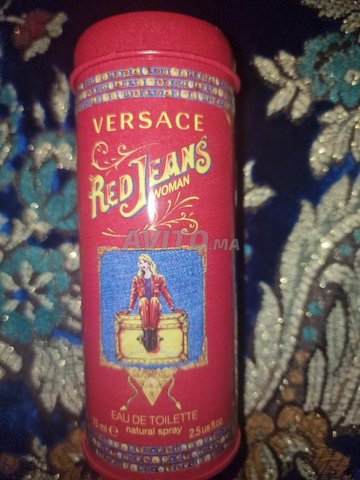 VERSACE
RED JEANS
WOMAN
AVITO.MA
EAU DE TOILETTE
75 ml e natural spray 2.5 us fl.oz